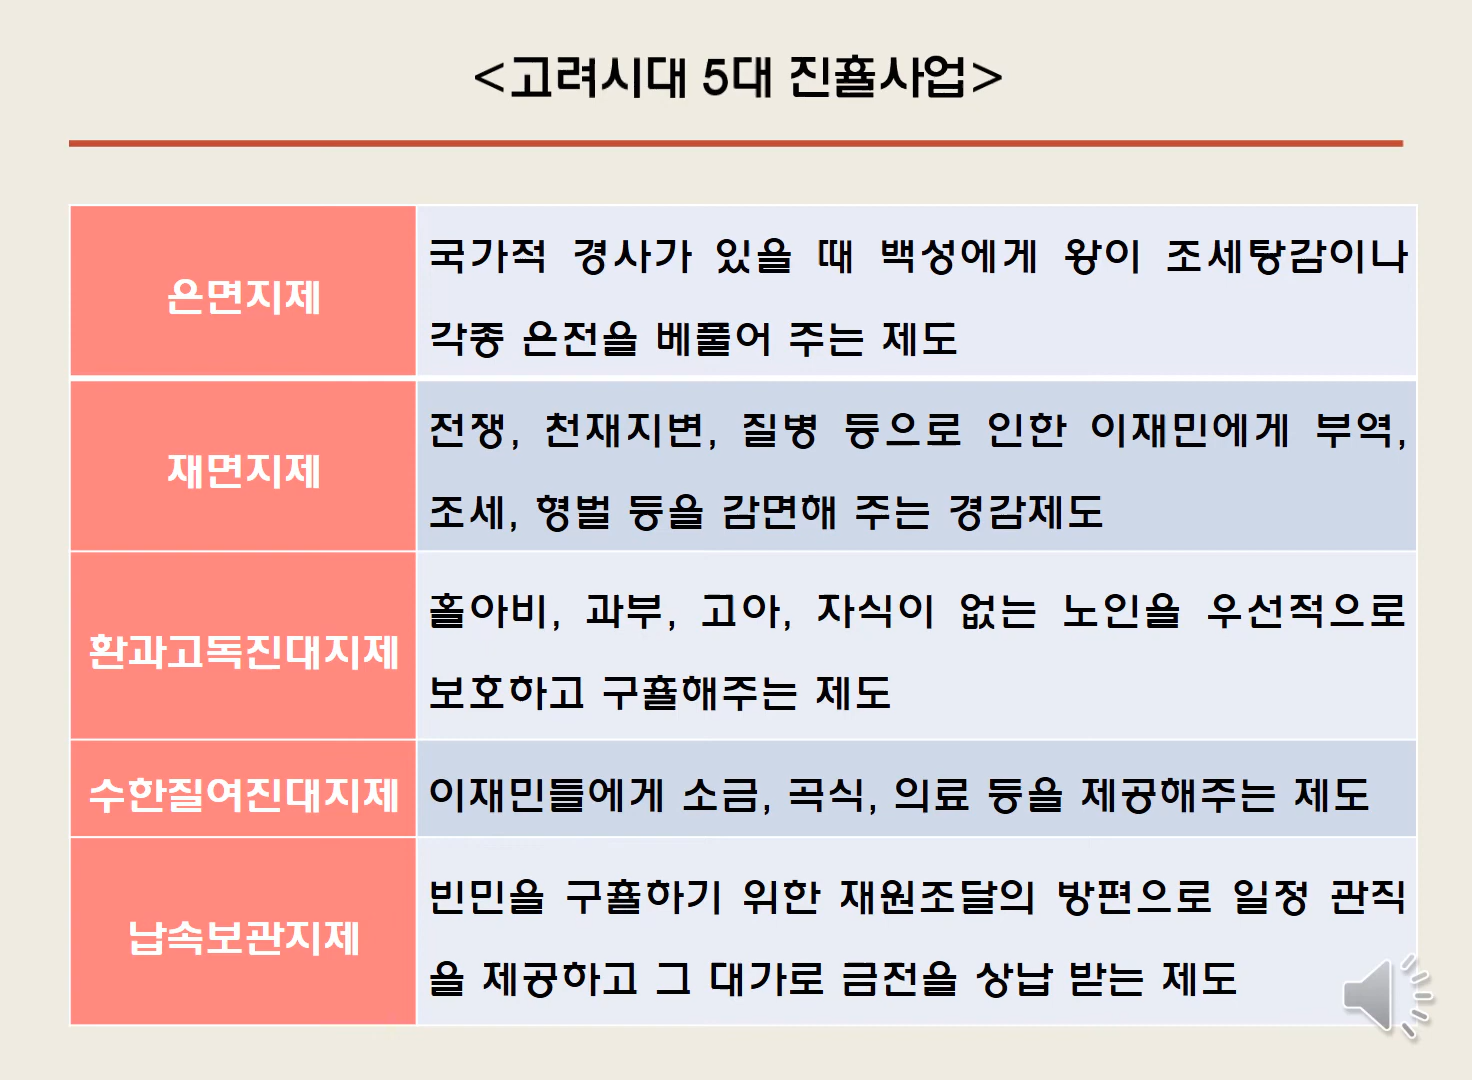 <고려시대 5대 진휼사업>
은면지제
국가적 경사가 있을 때 백성에게 왕이 조세탕감이나
각종 은전을 베풀어 주는 제도
재면지제
전쟁, 천재지변, 질병 등으로 인한 이재민에게 부역,
조세, 형벌 등을 감면해 주는 경감제도
환과고독진대지제
홀아비, 과부, 고아, 자식이 없는 노인을 우선적으로
보호하고 구휼해주는 제도
수한질여진대지제
이재민들에게 소금, 곡식, 의료 등을 제공해주는 제도
납속보관지제
빈민을 구휼하기 위한 재원조달의 방편으로 일정 관직
을 제공하고 그 대가로 금전을 상납 받는 제도